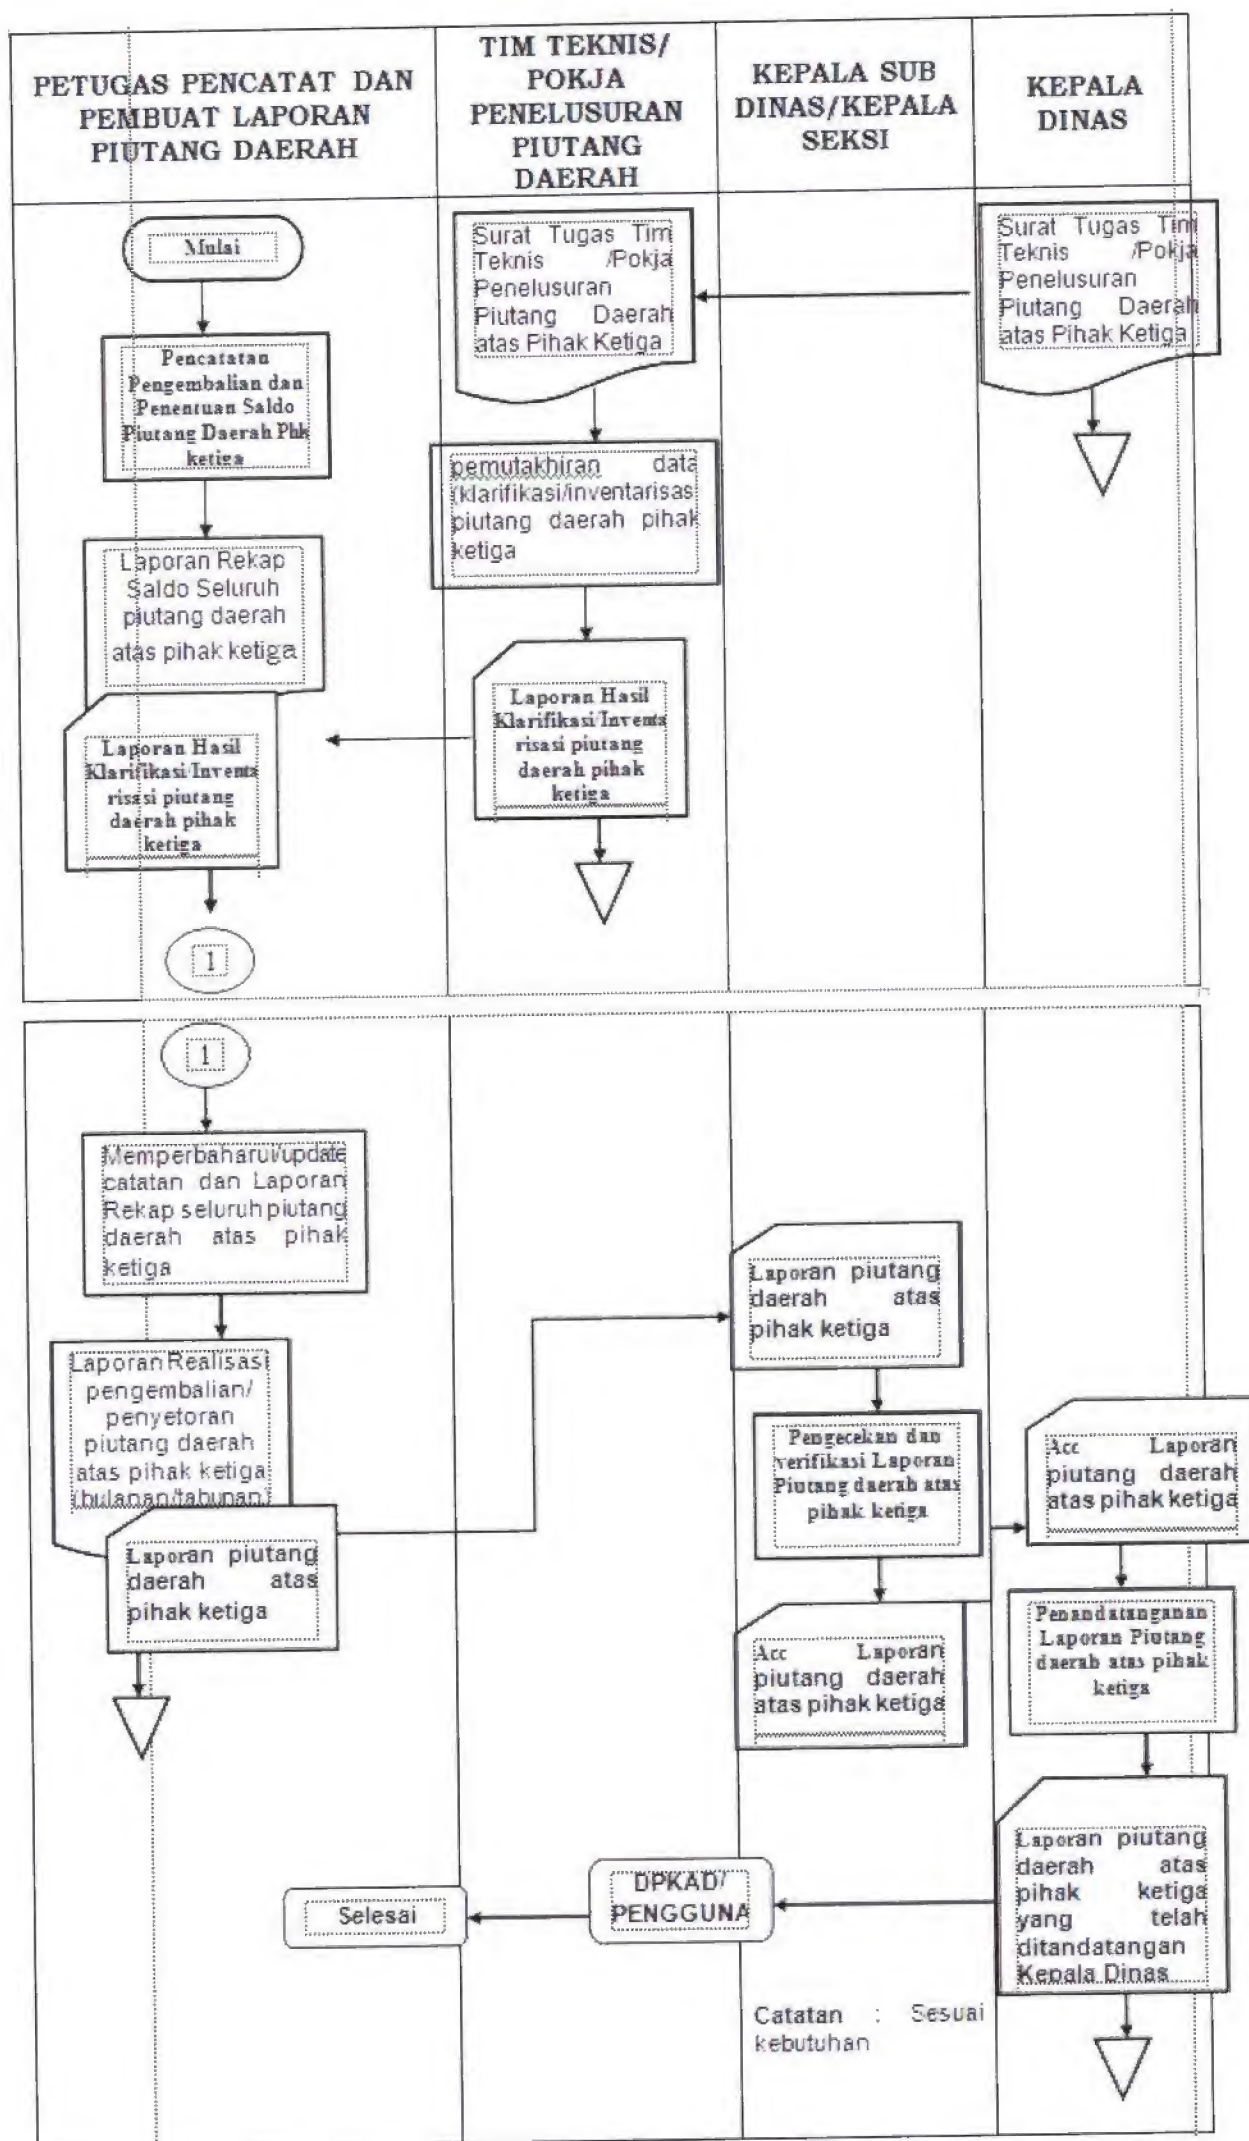 PETUGAS PENCATAT DAN
PEMBUAT LAPORAN
PIUTANG DAERAH
TIM TEKNIS/
POKJA
PENELUSURAN
PIUTANG
DAERAH
KEPALA SUB
DINAS/KEPALA
SEKSI
KEPALA
DINAS
Mulai
Pencatatan
Pengembalian dan
Penentuan Saldo
Piutang Daerah Phk
ketiga
Laporan Rekap
Saldo Seluruh
piutang daerah
atas pihak ketiga
Laporan Hasil
Klarifikasi/Inventa
risasi piutang
daerah pihak
ketiga
1
Surat Tugas Tim
Teknis /Pokja
Penelusuran
Piutang Daerah
atas Pihak Ketiga
pemutakhiran data
(klarifikasi/inventarisas
piutang daerah pihak
ketiga
Laporan Hasil
Klarifikasi/Inventa
risasi piutang
daerah pihak
ketiga
Surat Tugas Tim
Teknis /Pokja
Penelusuran
Piutang Daerah
atas Pihak Ketiga
1
Memperbaharui/update
catatan dan Laporan
Rekap seluruh piutang
daerah atas pihak
ketiga
Laporan Realisasi
pengembalian/
penyetoran
piutang daerah
atas pihak ketiga
(bulanan/tahunan)
Laporan piutang
daerah atas
pihak ketiga
Laporan piutang
daerah atas
pihak ketiga
Pengecekan dan
verifikasi Laporan
Piutang daerah atas
pihak ketiga
Acc Laporan
piutang daerah
atas pihak ketiga
Acc Laporan
piutang daerah
atas pihak ketiga
Penandatanganan
Laporan Piutang
daerah atas pihak
ketiga
Laporan piutang
daerah atas
pihak ketiga
yang telah
ditandatangan
Kepala Dinas
DPKAD/
PENGGUNA
Selesai
Catatan : Sesuai
kebutuhan